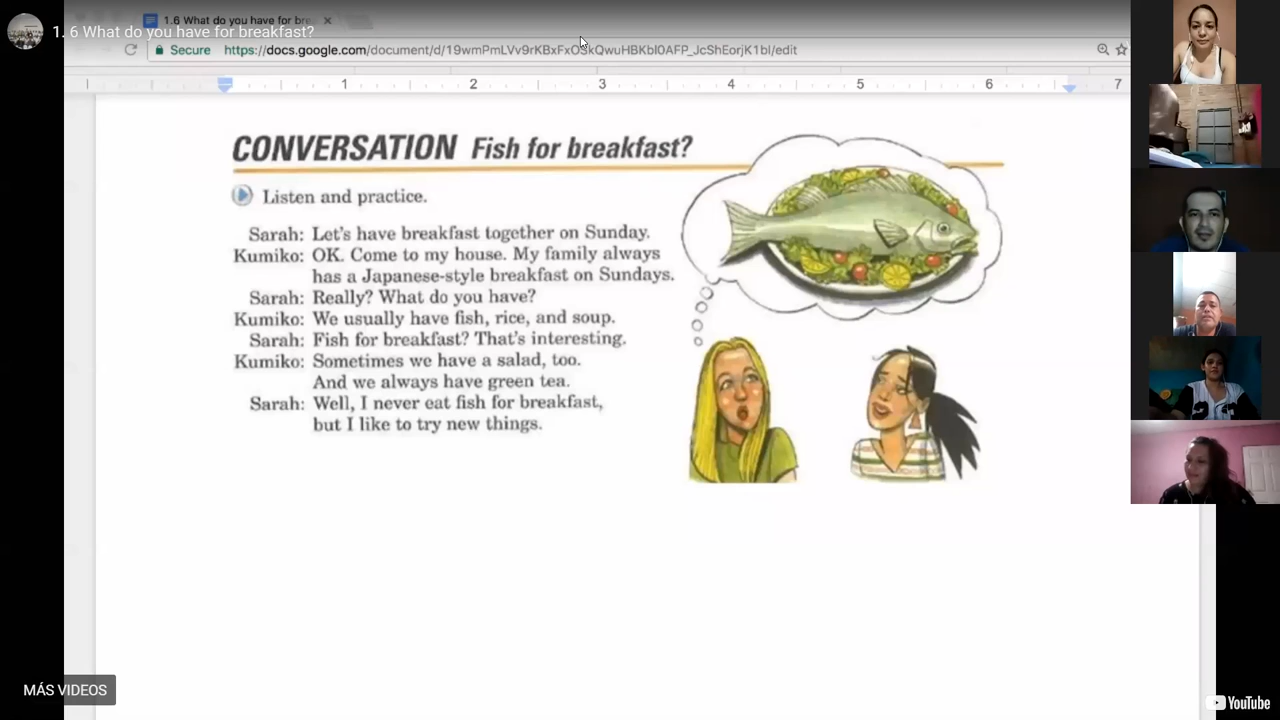 1.6 What do you have for bre
1. 6 What do you have for breakfast?
Secure https://docs.google.com/document/d/
1 2 3 4 5 6 7
CONVERSATION Fish for breakfast?
Listen and practice.
Sarah: Let's have breakfast together on Sunday.
Kumiko: OK. Come to my house. My family always
has a Japanese-style breakfast on Sundays.
Sarah: Really? What do you have?
Kumiko: We usually have fish, rice, and soup.
Sarah: Fish for breakfast? That's interesting.
Kumiko: Sometimes we have a salad, too.
And we always have green tea.
Sarah: Well, I never eat fish for breakfast,
but I like to try new things.
MÁS VIDEOS
YouTube